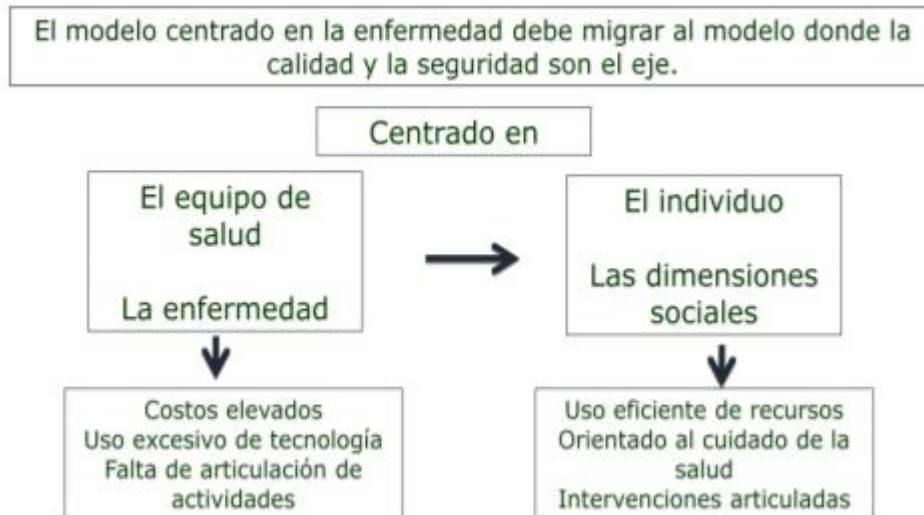 El modelo centrado en la enfermedad debe migrar al modelo donde la
calidad y la seguridad son el eje.
Centrado en
El equipo de
salud
La enfermedad
El individuo
Las dimensiones
sociales
Costos elevados
Uso excesivo de tecnología
Falta de articulación de
actividades
Uso eficiente de recursos
Orientado al cuidado de la
salud
Intervenciones articuladas